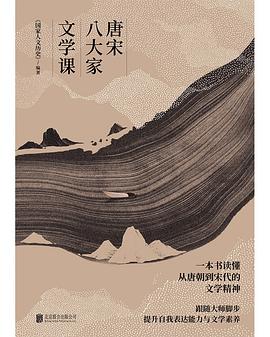 唐宋
八大家
文学课
《国家人文历史》/编著
一本书读懂
从唐朝到宋代的
文学精神
跟随大师脚步
提升自我表达能力与文学素养
北京联合出版公司